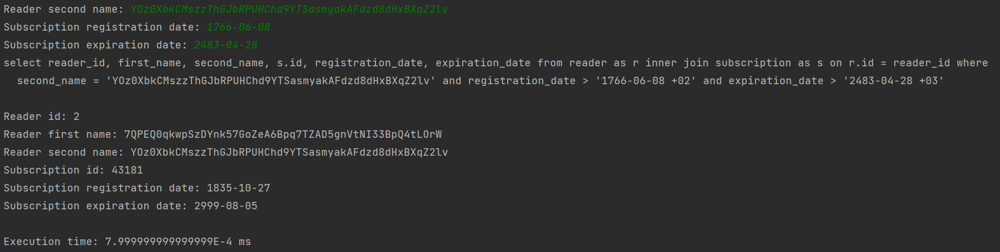 Reader second name: YOz0XbkCMszzThGJbRPUHChd9YTSasmyakAFdzd8dHxBXqZ2lv
Subscription registration date: 1766-06-08
Subscription expiration date: 2483-04-28
select reader_id, first_name, second_name, s.id, registration_date, expiration_date from reader as r inner join subscription as s on r.id = reader_id where
second_name = 'YOz0XbkCMszzThGJbRPUHChd9YTSasmyakAFdzd8dHxBXqZ2lv' and registration_date > '1766-06-08 +02' and expiration_date > '2483-04-28 +03'
Reader id: 2
Reader first name: 7QPEQ0qkwpSzDYnk57GoZeA6Bpq7TZAD5gnVtNI33BpQ4tLOrW
Reader second name: YOz0XbkCMszzThGJbRPUHChd9YTSasmyakAFdzd8dHxBXqZ2lv
Subscription id: 43181
Subscription registration date: 1835-10-27
Subscription expiration date: 2999-08-05
Execution time: 7.999999999999999E-4 ms